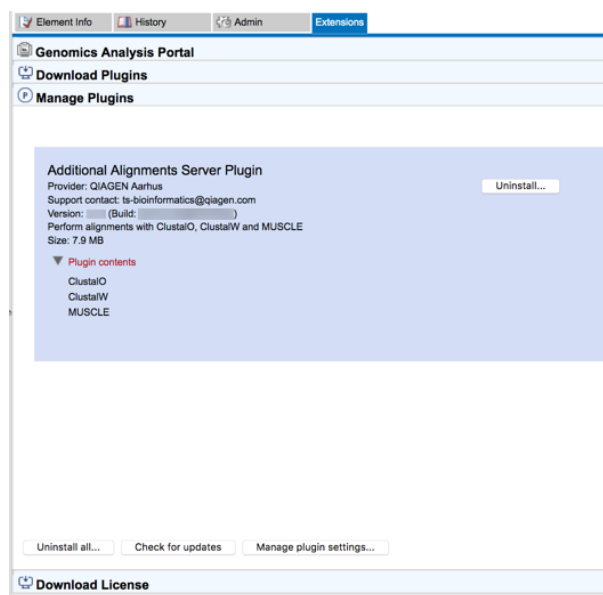 Element Info History Admin Extensions
Genomics Analysis Portal
Download Plugins
P Manage Plugins
Additional Alignments Server Plugin
Provider: QIAGEN Aarhus
Uninstall...
Support contact: ts-bioinformatics@qiagen.com
Version: (Build: )
Perform alignments with ClustalO, ClustalW and MUSCLE
Size: 7.9 MB
Plugin contents
ClustalO
ClustalW
MUSCLE
Uninstall all... Check for updates Manage plugin settings...
Download License